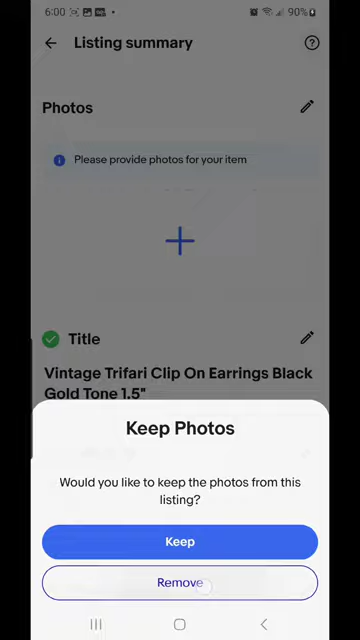 6:00 90%
Listing summary
Photos
Please provide photos for your item
Title
Vintage Trifari Clip On Earrings Black
Gold Tone 1.5"
Keep Photos
Would you like to keep the photos from this
listing?
Keep
Remove